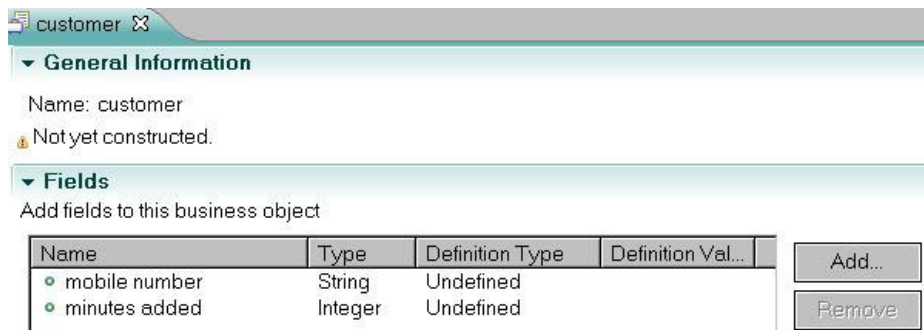 customer
General Information
Name: customer
Not yet constructed.
Fields
Add fields to this business object
Name Type Definition Type Definition Val...
mobile number String Undefined
minutes added Integer Undefined
Add...
Remove